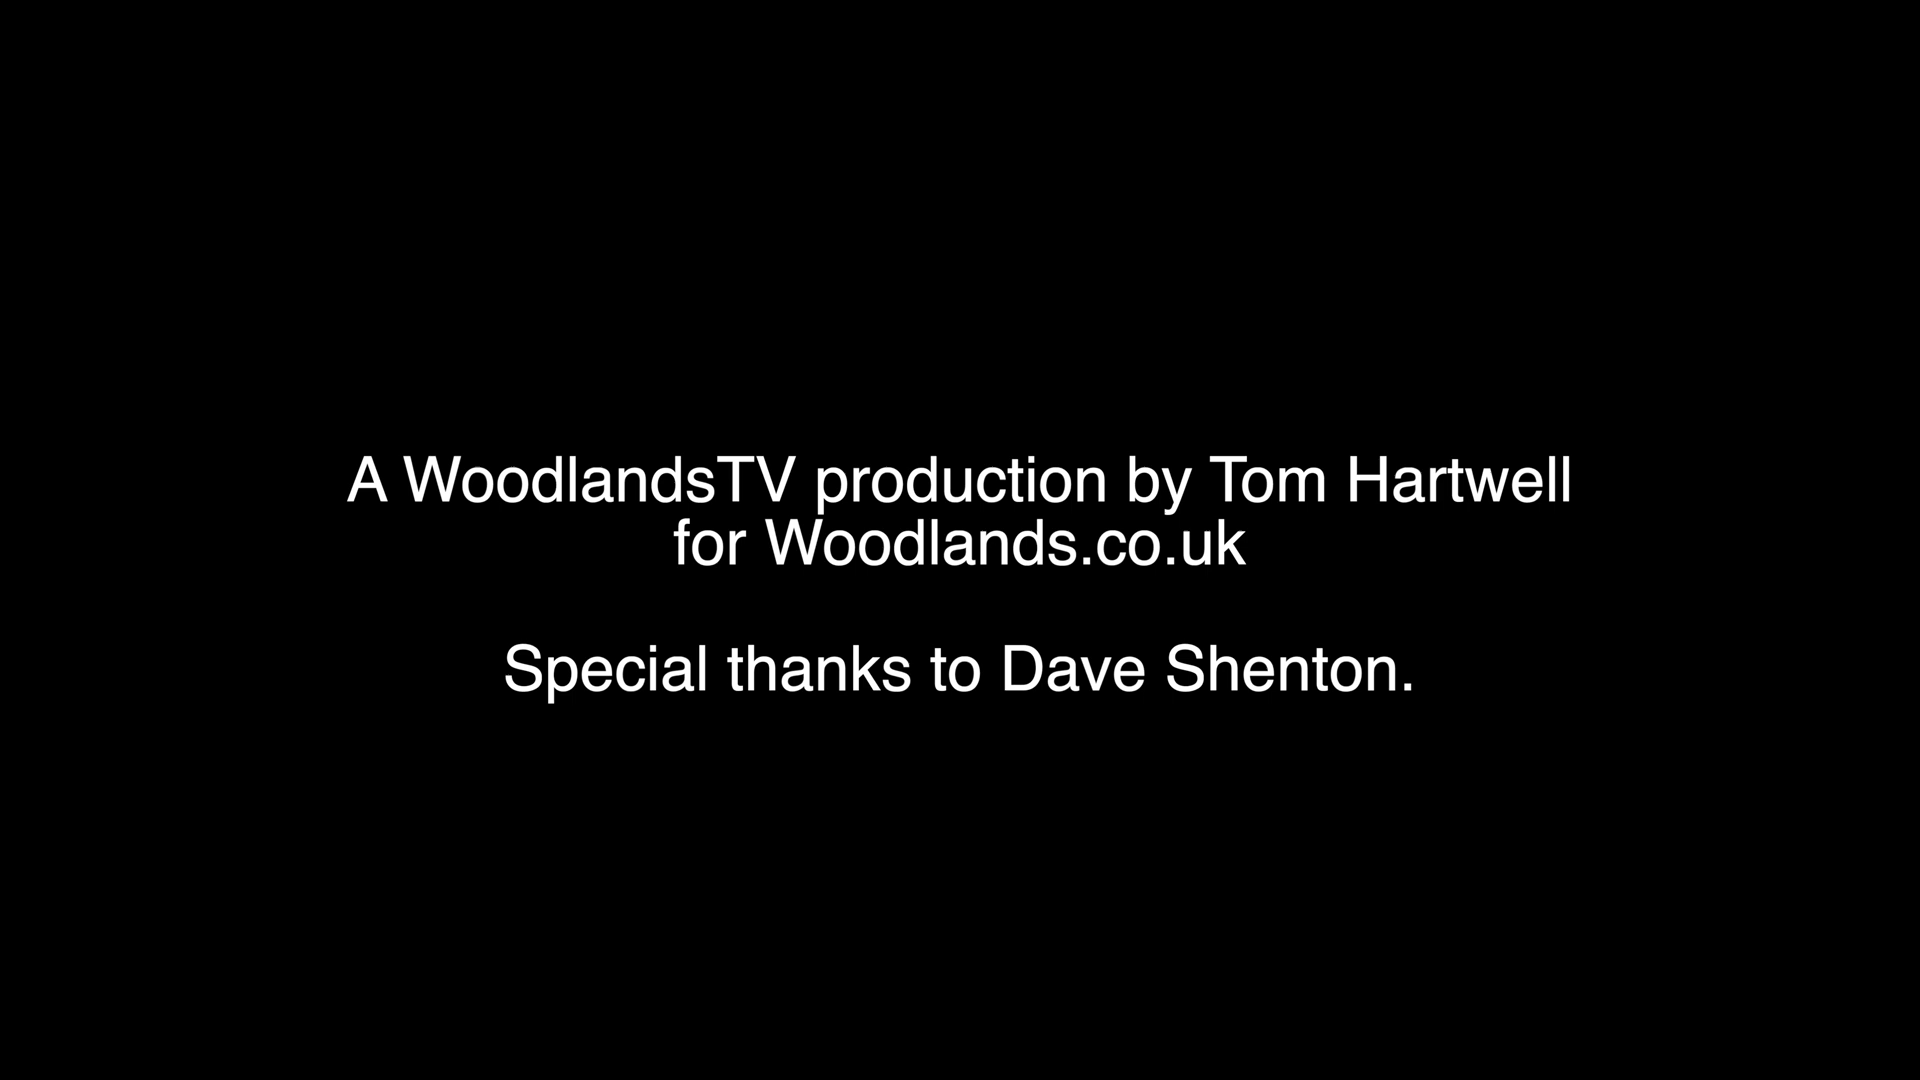 A WoodlandsTV production by Tom Hartwell
for Woodlands.co.uk
Special thanks to Dave Shenton.